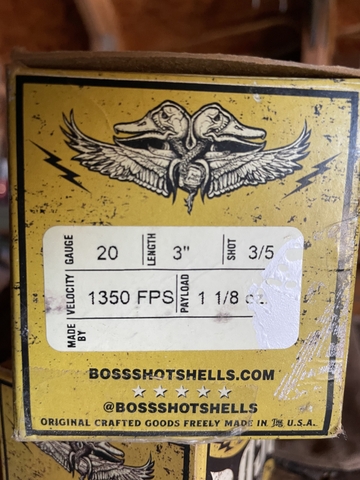 GAUGE 20 LENGTH 3" SHOT 3/5
VELOCITY 1350 FPS PAYLOAD 1 1/8 oz.
MADE BY
BOSSSHOTSHELLS.COM
@BOSSSHOTSHELLS
ORIGINAL CRAFTED GOODS FREELY MADE IN The U.S.A.